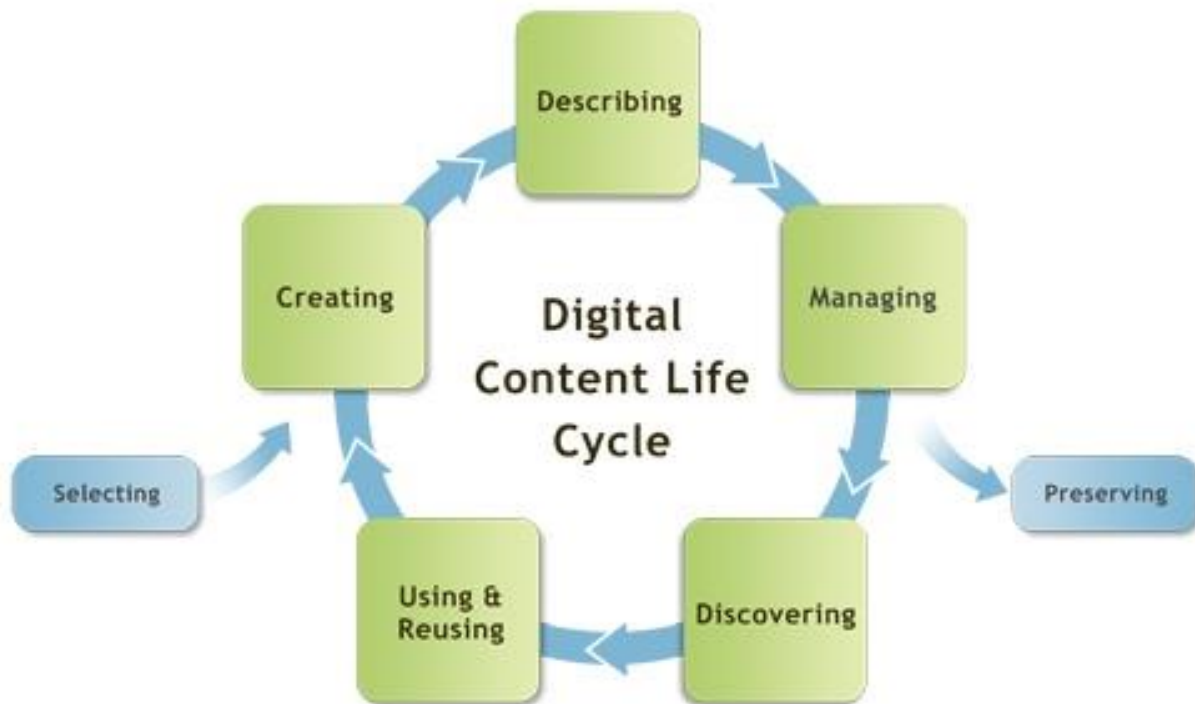 Describing
Creating
Managing
Digital
Content Life
Cycle
Selecting
Preserving
Using &
Reusing
Discovering